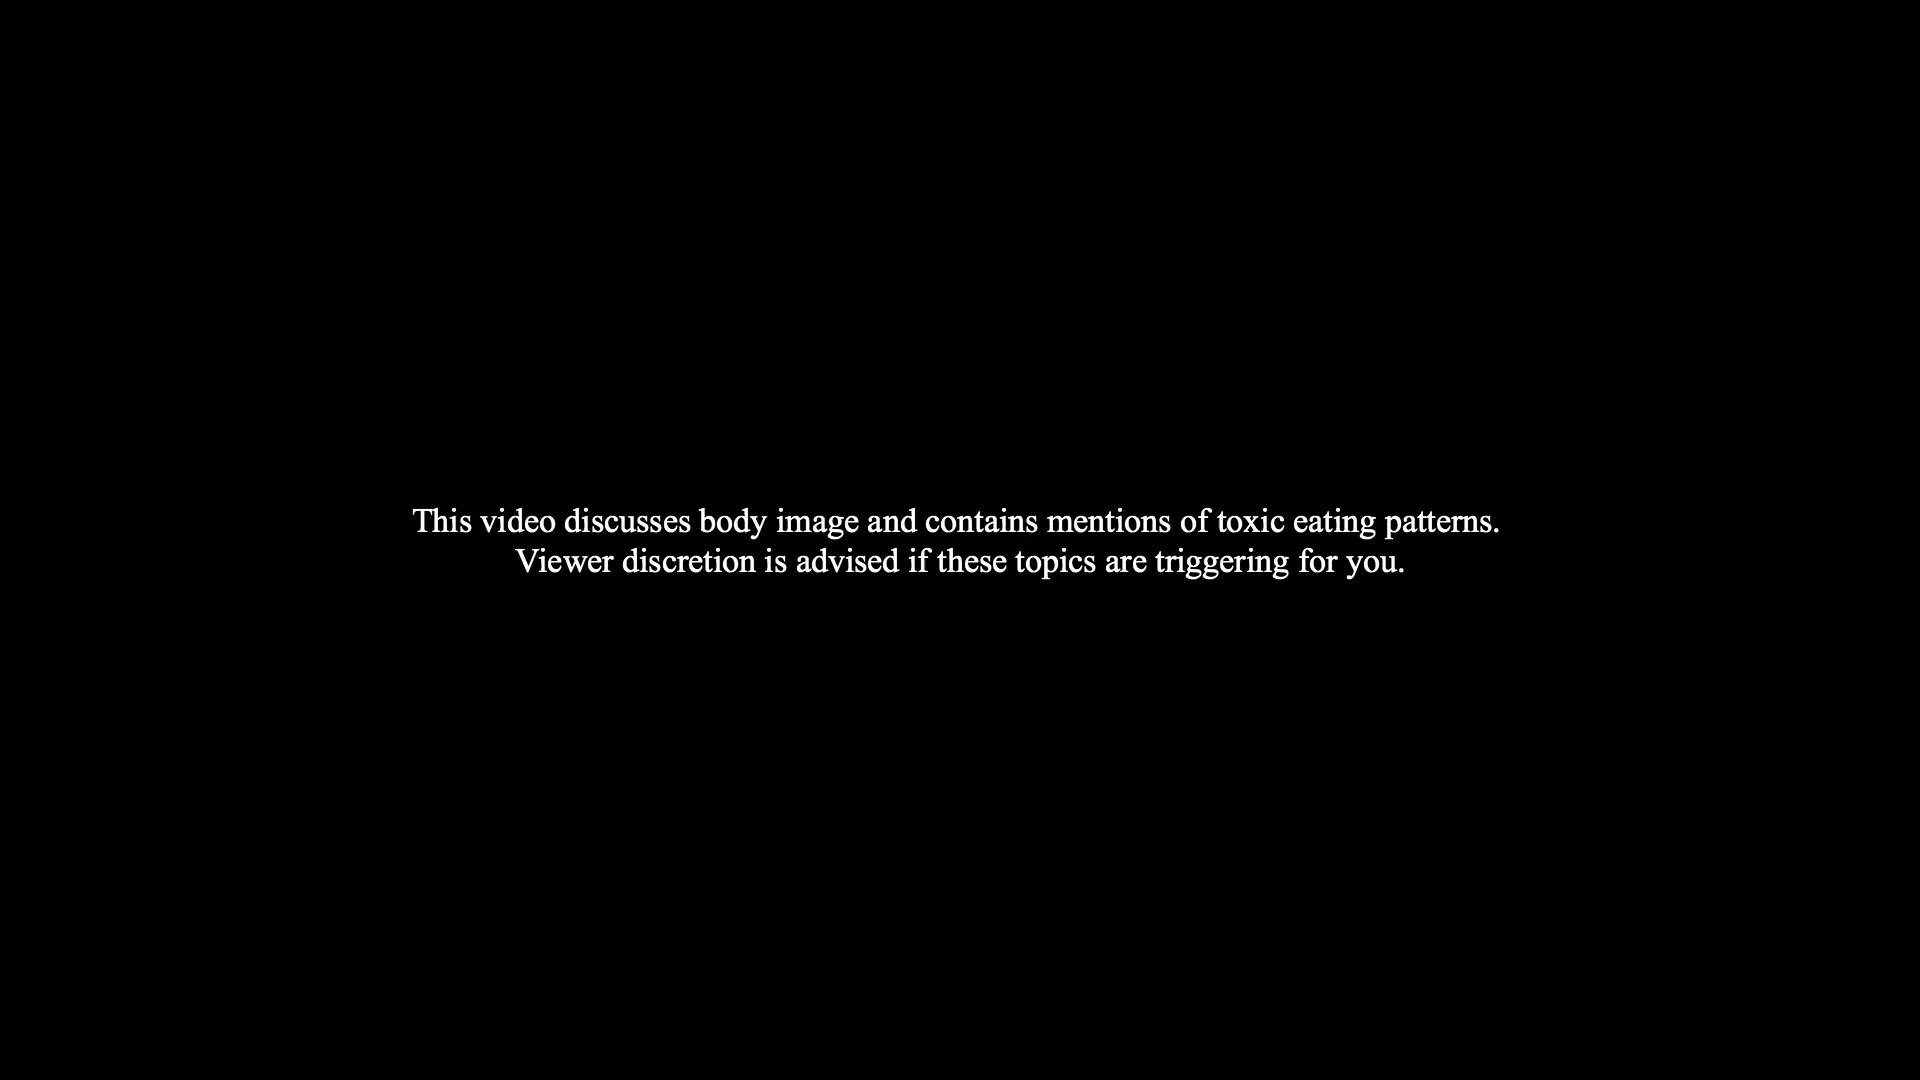 This video discusses body image and contains mentions of toxic eating patterns.
Viewer discretion is advised if these topics are triggering for you.